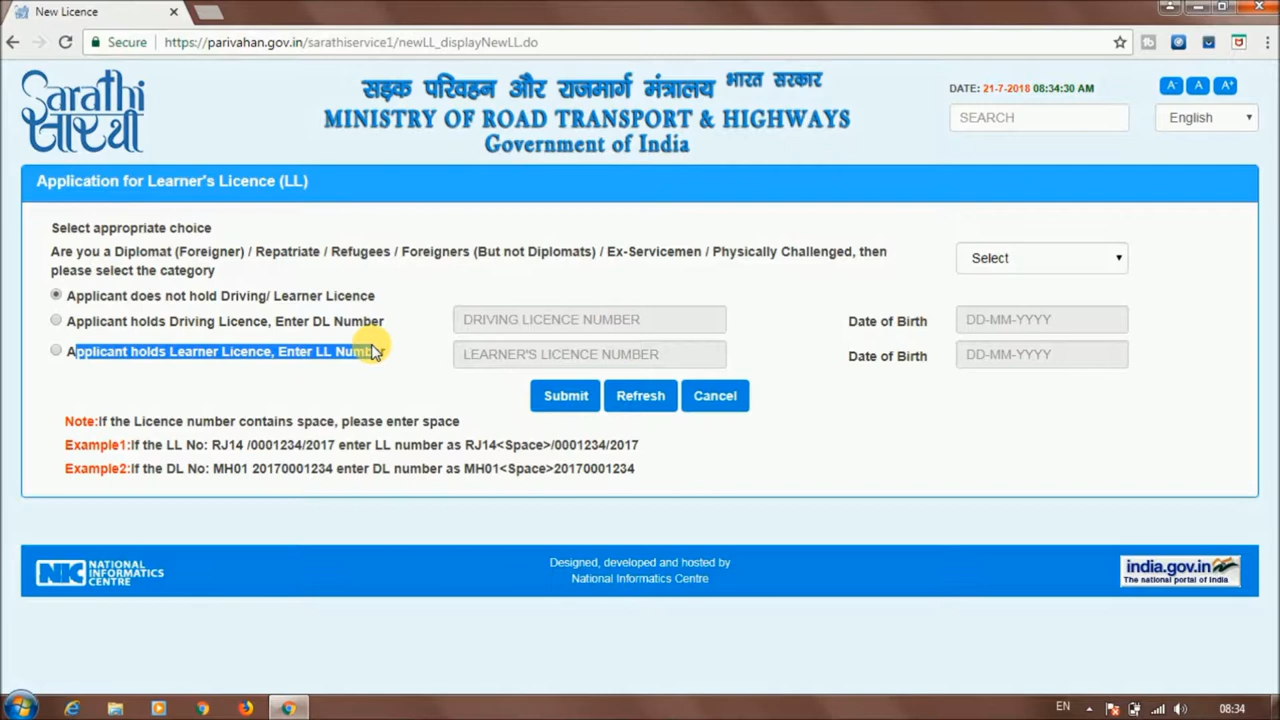 New Licence
Secure https://parivahan.gov.in/sarathiservice1/newLL_displayNewLL.do
Sarathi
सारथी
सड़क परिवहन और राजमार्ग मंत्रालय भारत सरकार
MINISTRY OF ROAD TRANSPORT & HIGHWAYS
Government of India
DATE: 21-7-2018 08:34:30 AM
A- A A+
SEARCH
English
Application for Learner's Licence (LL)
Select appropriate choice
Are you a Diplomat (Foreigner) / Repatriate / Refugees / Foreigners (But not Diplomats) / Ex-Servicemen / Physically Challenged, then
please select the category
Select
Applicant does not hold Driving/ Learner Licence
Applicant holds Driving Licence, Enter DL Number DRIVING LICENCE NUMBER Date of Birth DD-MM-YYYY
Applicant holds Learner Licence, Enter LL Number LEARNER'S LICENCE NUMBER Date of Birth DD-MM-YYYY
Submit Refresh Cancel
Note:If the Licence number contains space, please enter space
Example1:If the LL No: RJ14 /0001234/2017 enter LL number as RJ14<Space>/0001234/2017
Example2:If the DL No: MH01 20170001234 enter DL number as MH01<Space>20170001234
NIC NATIONAL
INFORMATICS
CENTRE
Designed, developed and hosted by
National Informatics Centre
india.gov.in
The national portal of India
EN 08:34